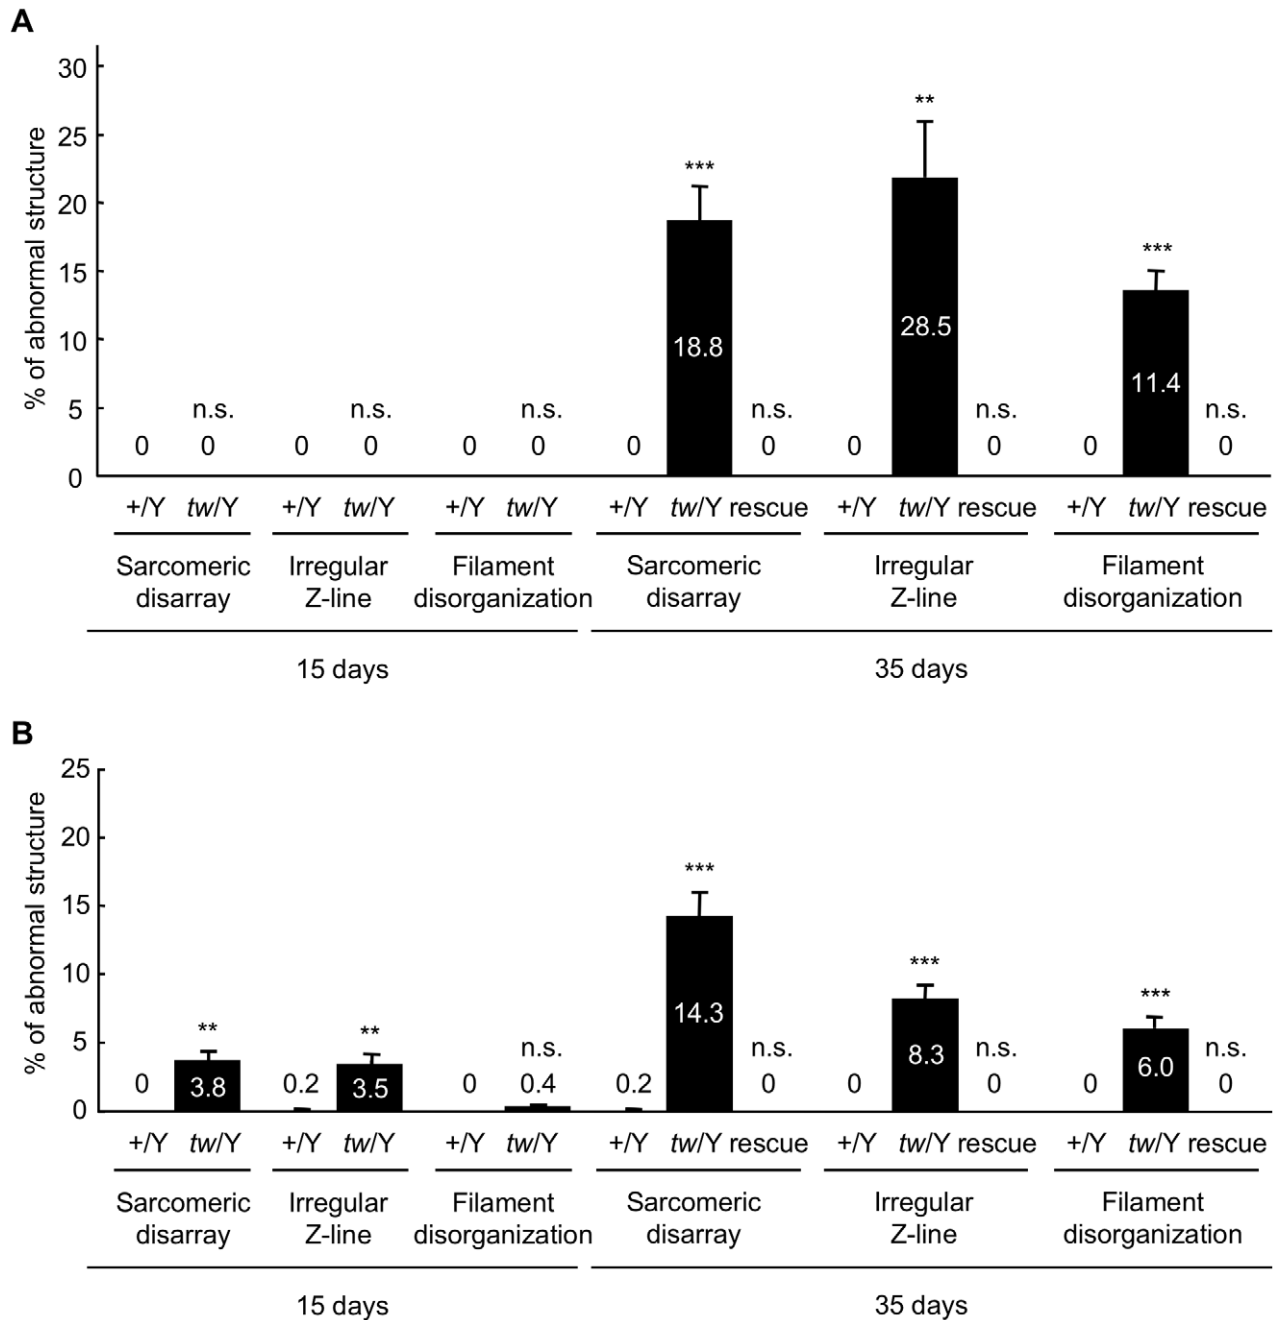 A
% of abnormal structure
30
25
20
15
10
5
0
*** ** ***
18.8 28.5 11.4
n.s. n.s. n.s. n.s. n.s. n.s.
0 0 0 0 0 0 0 0 0 0 0 0
+/Y tw/Y +/Y tw/Y +/Y tw/Y +/Y tw/Y rescue +/Y tw/Y rescue +/Y tw/Y rescue
Sarcomeric Irregular Filament Sarcomeric Irregular Filament
disarray Z-line disorganization disarray Z-line disorganization
15 days 35 days
B
% of abnormal structure
25
20
15
10
5
0
** ** n.s. *** n.s. *** n.s. *** n.s.
0 3.8 0.2 3.5 0 0.4 0.2 14.3 0 0 8.3 0 0 6.0 0
+/Y tw/Y +/Y tw/Y +/Y tw/Y +/Y tw/Y rescue +/Y tw/Y rescue +/Y tw/Y rescue
Sarcomeric Irregular Filament Sarcomeric Irregular Filament
disarray Z-line disorganization disarray Z-line disorganization
15 days 35 days